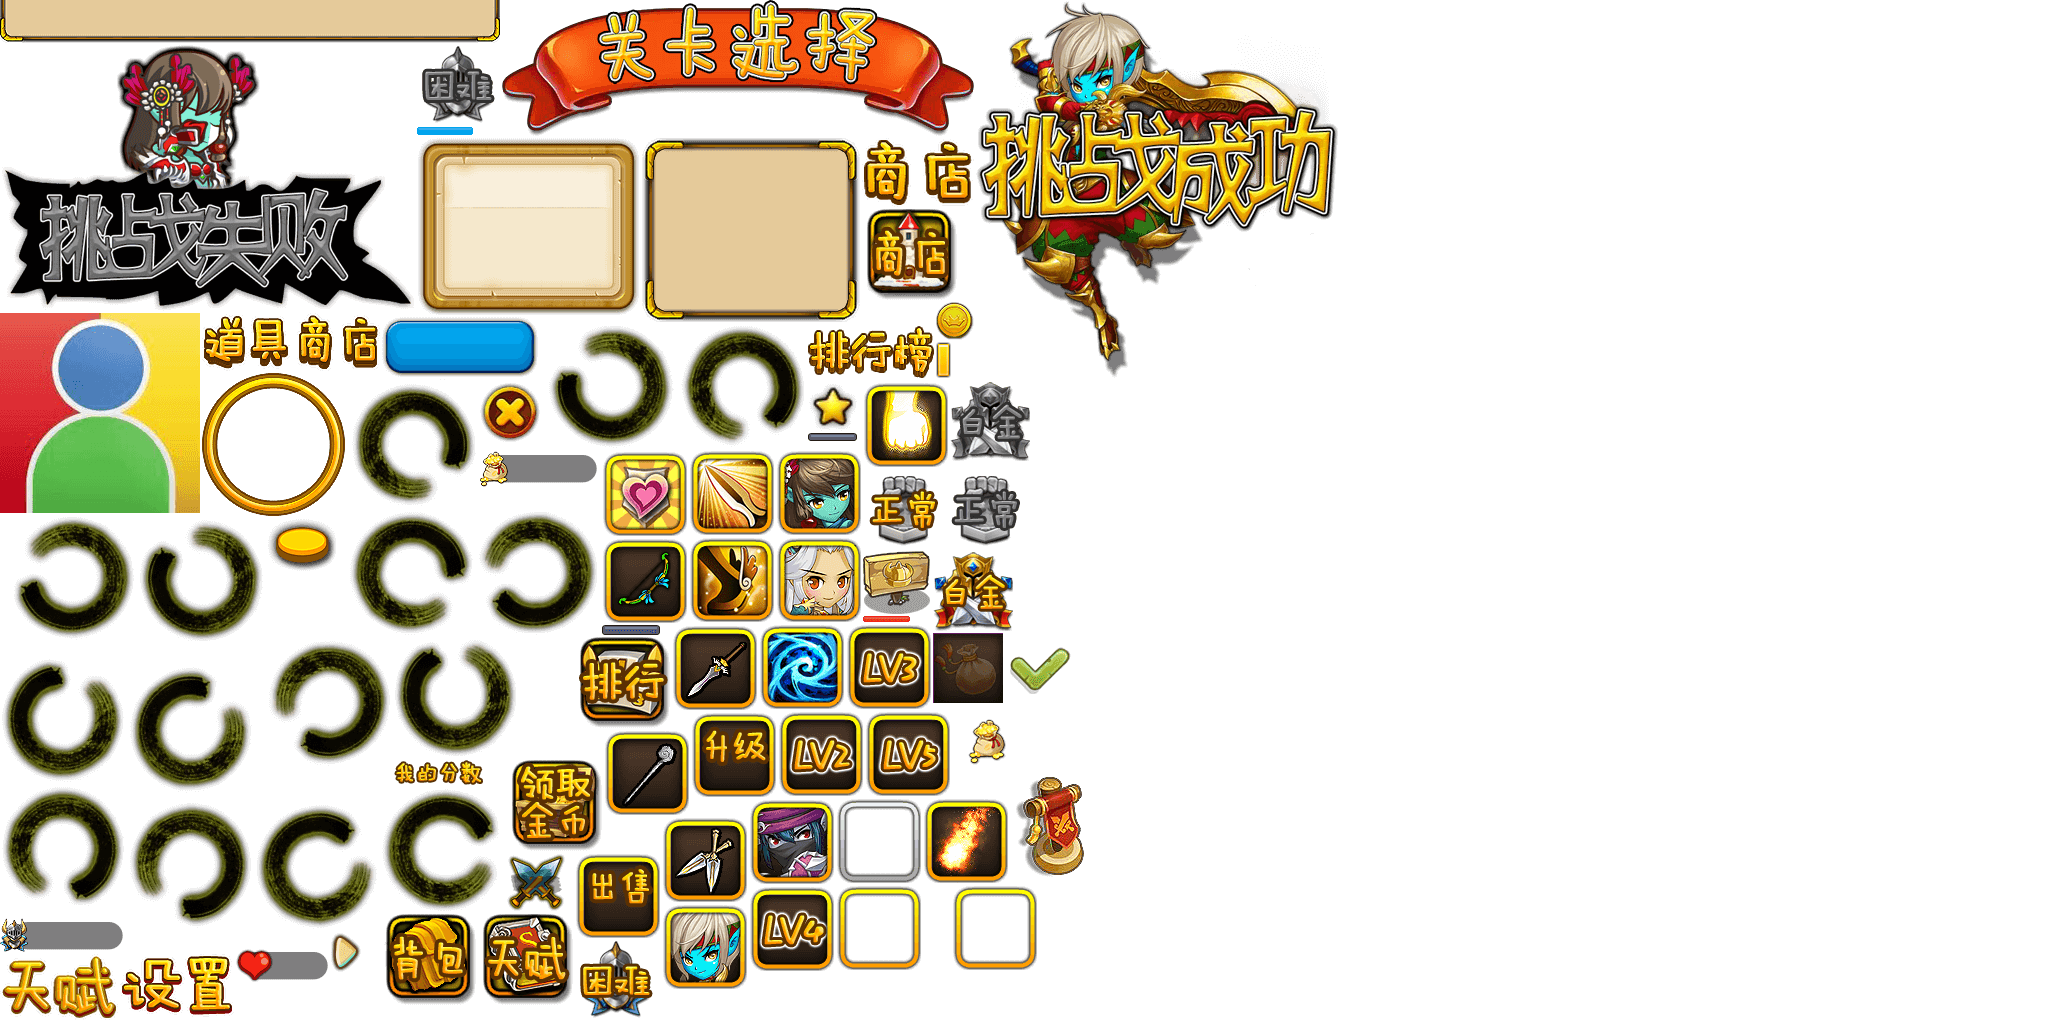 关卡选择
困难
挑战失败
挑战成功
商店
商店
道具商店
排行榜
白金
正常
正常
白金
排行
LV3
升级
LV2
LV5
我的分数
领取
金币
出售
LV4
背包
天赋
困难
天赋
设置